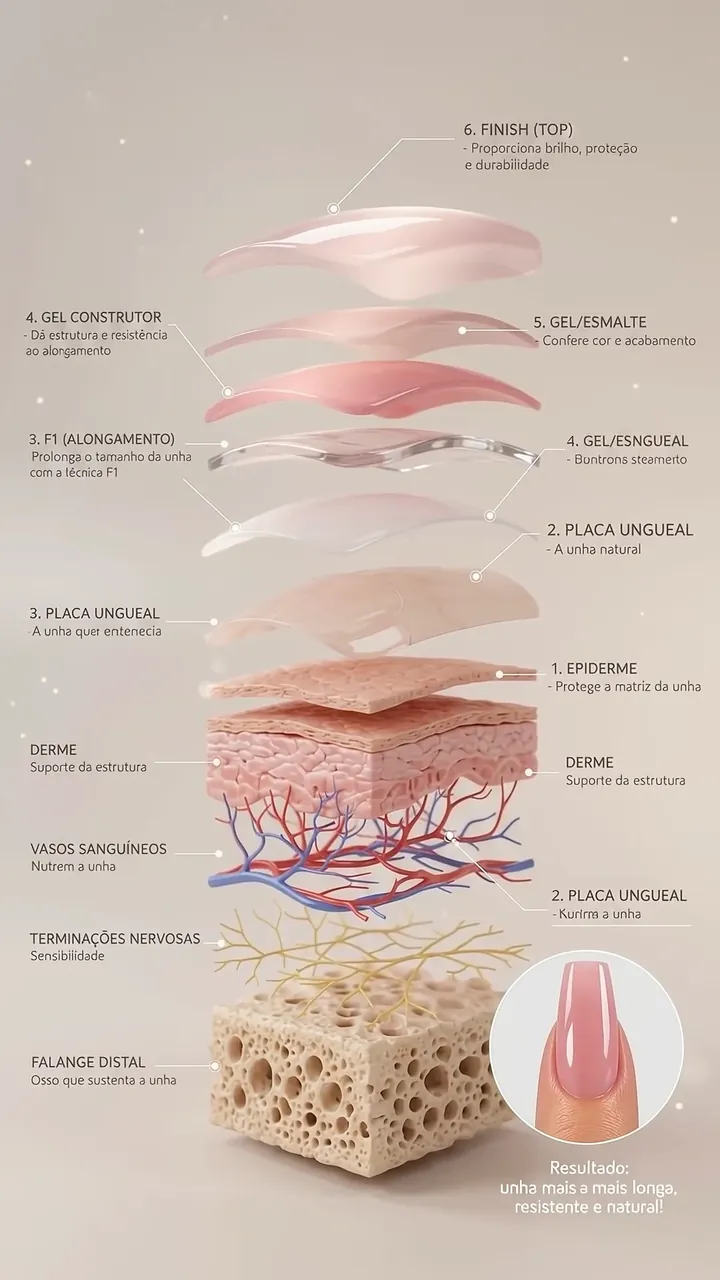 6. FINISH (TOP)
- Proporciona brilho, proteção
e durabilidade
4. GEL CONSTRUTOR
- Dá estrutura e resistência
ao alongamento
5. GEL/ESMALTE
- Confere cor e acabamento
3. F1 (ALONGAMENTO)
Prolonga o tamanho da unha
com a técnica F1
4. GEL/ESNGUEAL
- Buntrons steamerto
2. PLACA UNGUEAL
- A unha natural
3. PLACA UNGUEAL
- A unha quer entenecia
1. EPIDERME
- Protege a matriz da unha
DERME
Suporte da estrutura
DERME
Suporte da estrutura
VASOS SANGUÍNEOS
Nutrem a unha
2. PLACA UNGUEAL
- Kurirra a unha
TERMINAÇÕES NERVOSAS
Sensibilidade
FALANGE DISTAL
Osso que sustenta a unha
Resultado:
unha mais a mais longa,
resistente e natural!